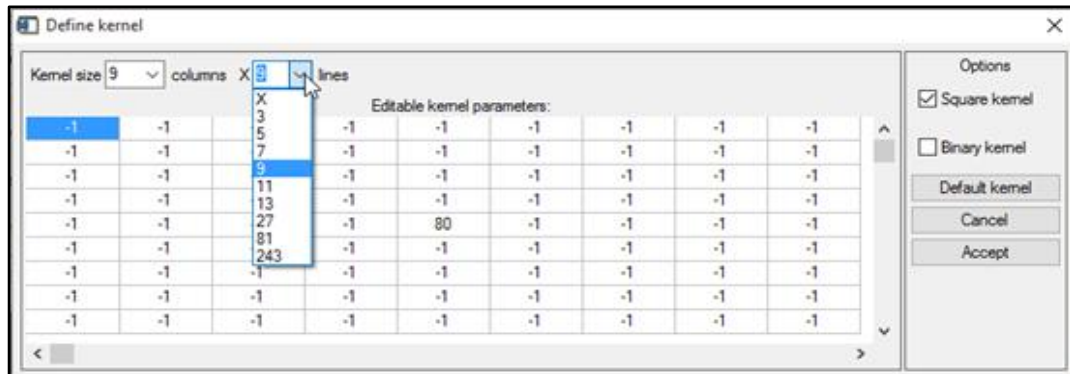 Define kernel
Kernel size 9 columns X 9 lines
Options
Square kernel
Binary kernel
Default kernel
Cancel
Accept
Editable kernel parameters:
X
3
5
7
9
11
13
27
81
243
-1 -1 -1 -1 -1 -1 -1 -1
-1 -1 -1 -1 -1 -1 -1 -1
-1 -1 -1 -1 -1 -1 -1 -1
-1 -1 -1 -1 -1 -1 -1 -1
-1 -1 -1 80 -1 -1 -1 -1
-1 -1 -1 -1 -1 -1 -1 -1
-1 -1 -1 -1 -1 -1 -1 -1 -1
-1 -1 -1 -1 -1 -1 -1 -1 -1
-1 -1 -1 -1 -1 -1 -1 -1 -1